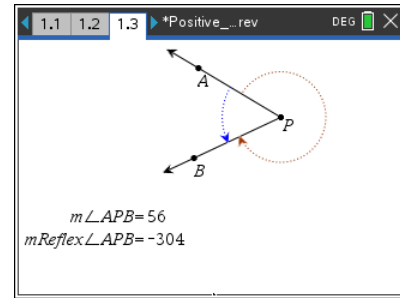 1.1 1.2 1.3 *Positive_...rev DEG
A
P
B
m∠APB=56
mReflex∠APB=-304